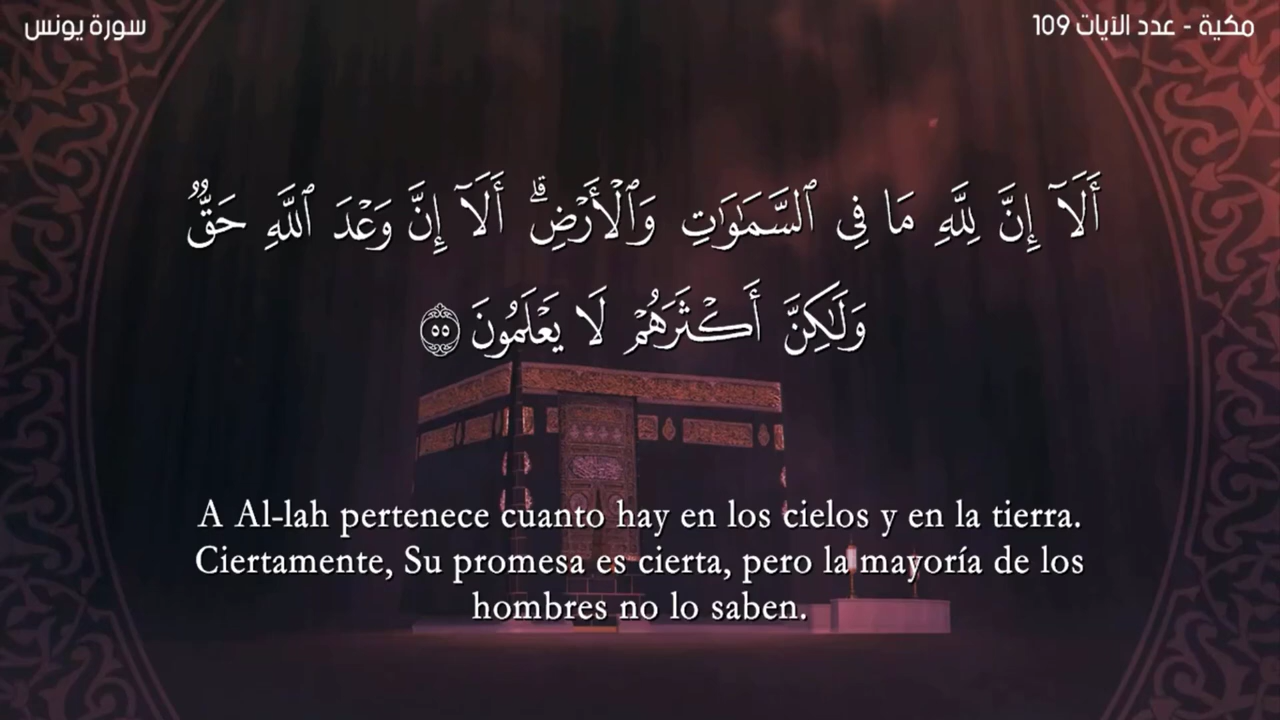 سورة يونس
مكية - عدد الآيات 109
أَلَآ إِنَّ لِلَّهِ مَا فِى ٱلسَّمَـٰوَٰتِ وَٱلْأَرْضِ ۗ أَلَآ إِنَّ وَعْدَ ٱللَّهِ حَقٌّ
وَلَـٰكِنَّ أَكْثَرَهُمْ لَا يَعْلَمُونَ ٥٥
A Al-lah pertenece cuanto hay en los cielos y en la tierra.
Ciertamente, Su promesa es cierta, pero la mayoría de los
hombres no lo saben.